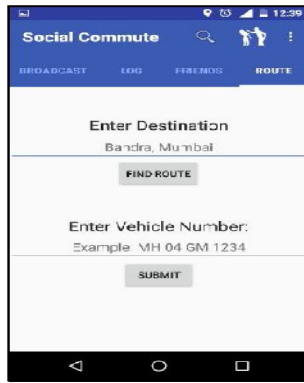 12:39
Social Commute
BROADCAST LOG FRIENDS ROUTE
Enter Destination
Bandra, Mumbai
FIND ROUTE
Enter Vehicle Number:
Example: MH 04 GM 1234
SUBMIT